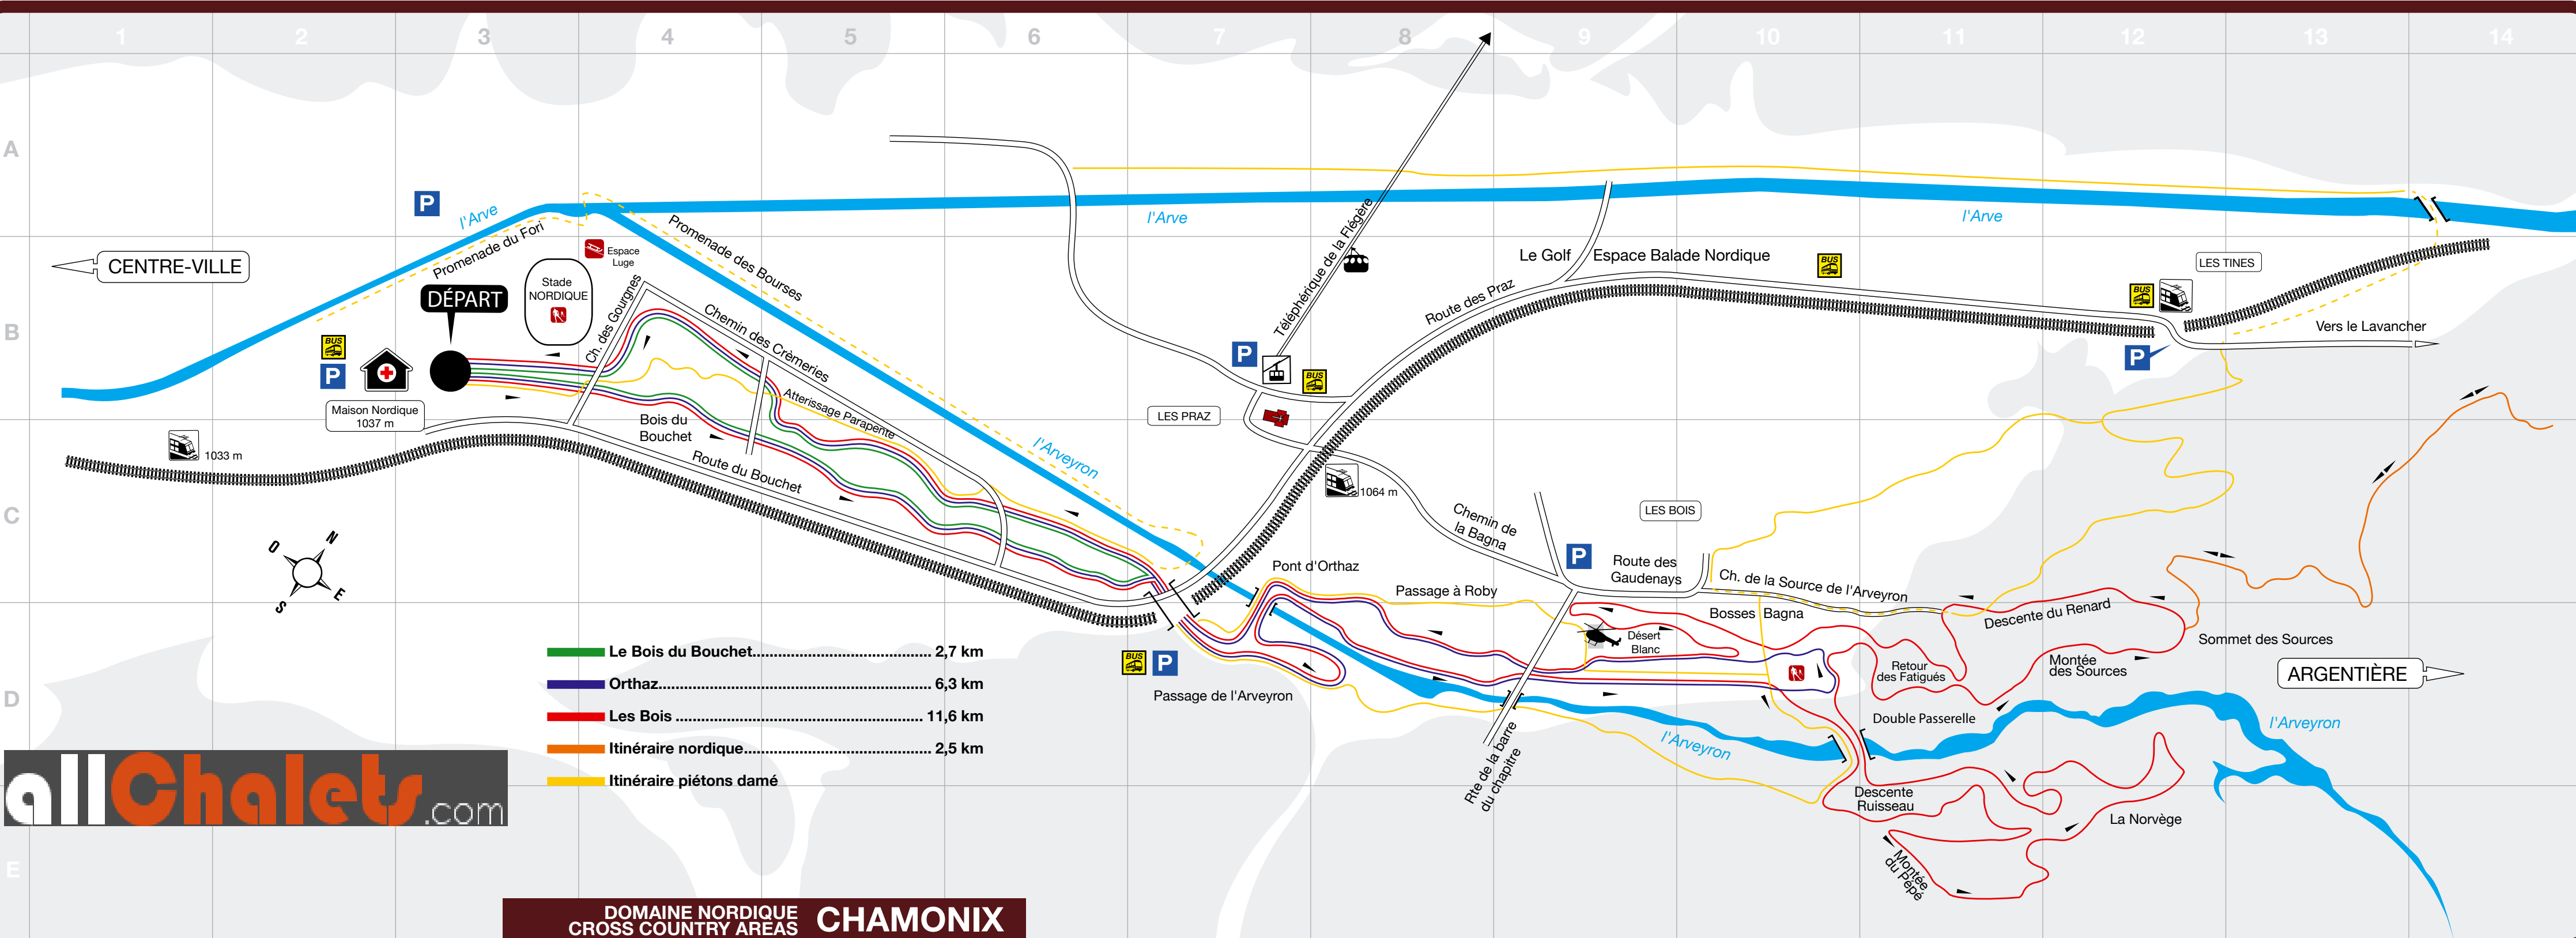 1 2 3 4 5 6 7 8 9 10 11 12 13 14
A
B
C
D
E
l'Arve
l'Arve
l'Arve
P
Promenade du Fori
Promenade des Bourses
CENTRE-VILLE
Espace
Luge
Stade
NORDIQUE
DÉPART
Ch. des Gourgnes
Chemin des Crèmeries
Atterissage Parapente
BUS
P
Maison Nordique
1037 m
1033 m
Bois du
Bouchet
Route du Bouchet
l'Arveyron
Téléphérique de la Flégère
P
BUS
LES PRAZ
1064 m
Route des Praz
Le Golf
Espace Balade Nordique
BUS
LES TINES
BUS
P
Vers le Lavancher
N
O
E
S
Chemin de
la Bagna
LES BOIS
P
Route des
Gaudenays
Ch. de la Source de l'Arveyron
Pont d'Orthaz
Passage à Roby
Bosses Bagna
Descente du Renard
Désert
Blanc
Sommet des Sources
Retour
des Fatigués
Montée
des Sources
ARGENTIÈRE
BUS
P
Passage de l'Arveyron
Double Passerelle
l'Arveyron
l'Arveyron
Rte de la barre
du chapitre
Descente
Ruisseau
La Norvège
Montée
du Pépé
Le Bois du Bouchet............................................ 2,7 km
Orthaz.................................................................. 6,3 km
Les Bois ............................................................ 11,6 km
Itinéraire nordique.............................................. 2,5 km
Itinéraire piétons damé
allChalets.com
DOMAINE NORDIQUE
CROSS COUNTRY AREAS
CHAMONIX